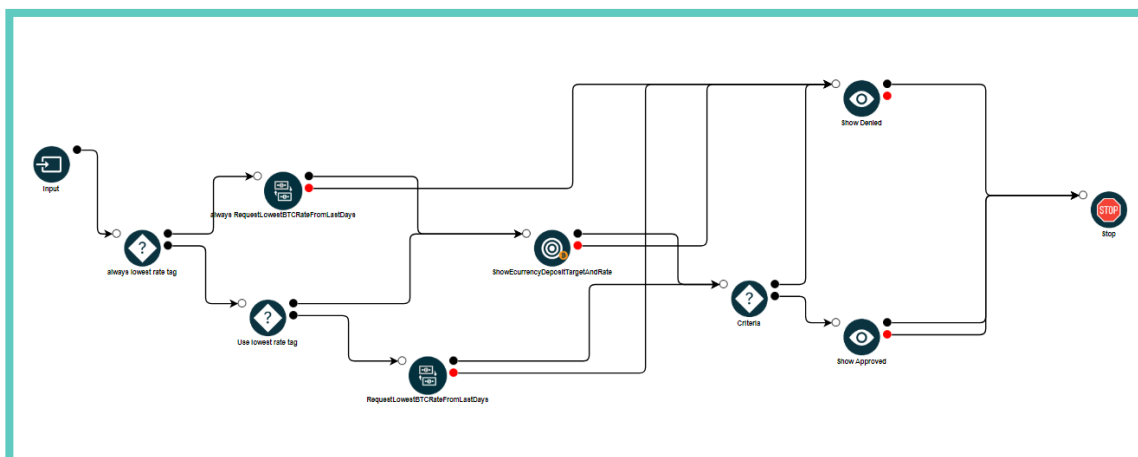 Show Denied
Input
always RequestLowestBTCRateFromLastDays
STOP
Stop
?
always lowest rate tag
ShowEcurrencyDepositTargetAndRate
?
Use lowest rate tag
?
Criteria
Show Approved
RequestLowestBTCRateFromLastDays